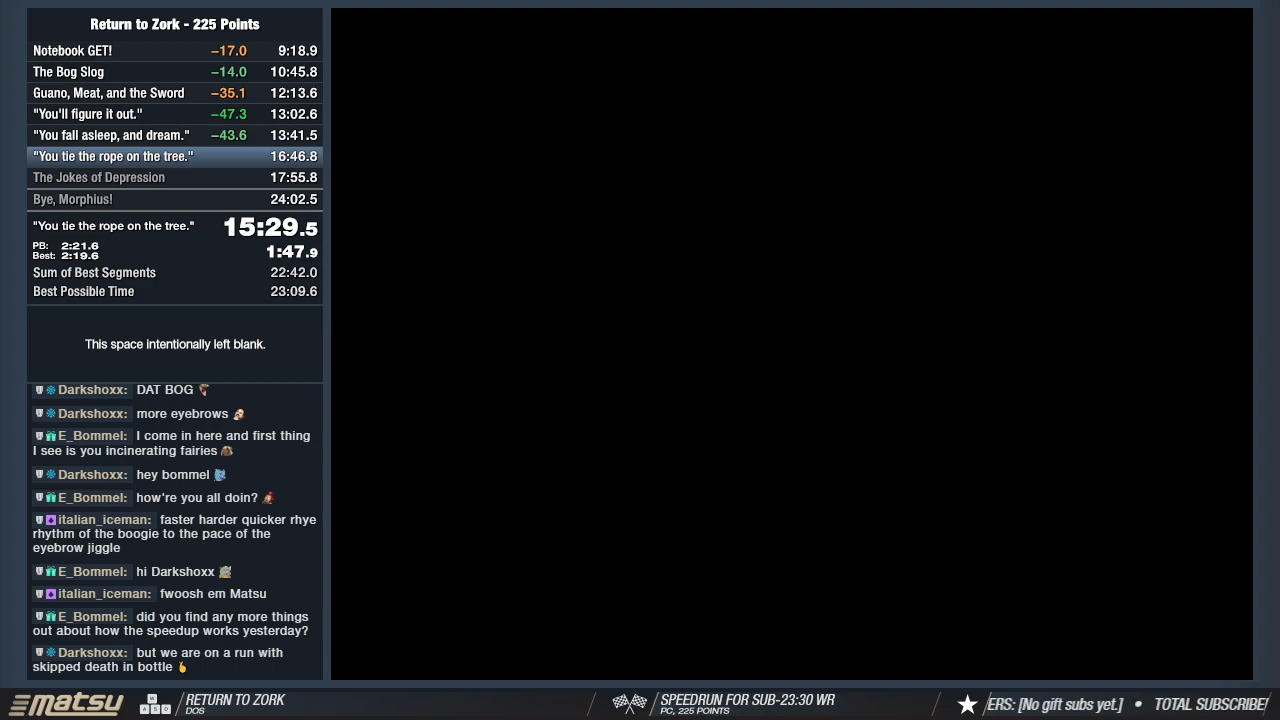 Return to Zork - 225 Points
Notebook GET! -17.0 9:18.9
The Bog Slog -14.0 10:45.8
Guano, Meat, and the Sword -35.1 12:13.6
"You'll figure it out." -47.3 13:02.6
"You fall asleep, and dream." -43.6 13:41.5
"You tie the rope on the tree." 16:46.8
The Jokes of Depression 17:55.8
Bye, Morphius! 24:02.5
"You tie the rope on the tree." 15:29.5
PB: 2:21.6
Best: 2:19.6
1:47.9
Sum of Best Segments 22:42.0
Best Possible Time 23:09.6
This space intentionally left blank.
Darkshoxx: DAT BOG
Darkshoxx: more eyebrows
E_Bommel: I come in here and first thing
I see is you incinerating fairies
Darkshoxx: hey bommel
E_Bommel: how're you all doin?
italian_iceman: faster harder quicker rhye
rhythm of the boogie to the pace of the
eyebrow jiggle
E_Bommel: hi Darkshoxx
italian_iceman: fwoosh em Matsu
E_Bommel: did you find any more things
out about how the speedup works yesterday?
Darkshoxx: but we are on a run with
skipped death in bottle
matsu
W
A S D
RETURN TO ZORK
DOS
SPEEDRUN FOR SUB-23:30 WR
PC, 225 POINTS
ERS: [No gift subs yet.] • TOTAL SUBSCRIBE